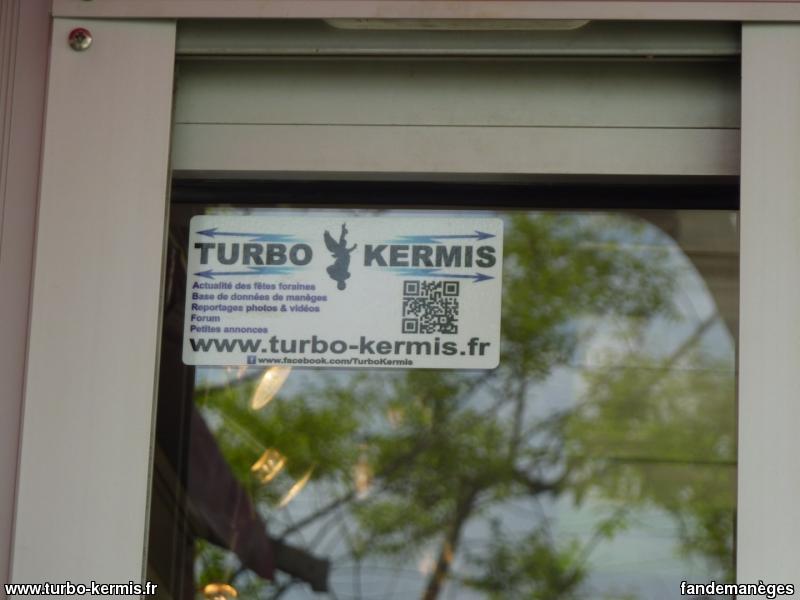 TURBO KERMIS
Actualité des fêtes foraines
Base de données de manèges
Reportages photos & vidéos
Forum
Petites annonces
www.turbo-kermis.fr
www.facebook.com/TurboKermis
www.turbo-kermis.fr
fandemanèges